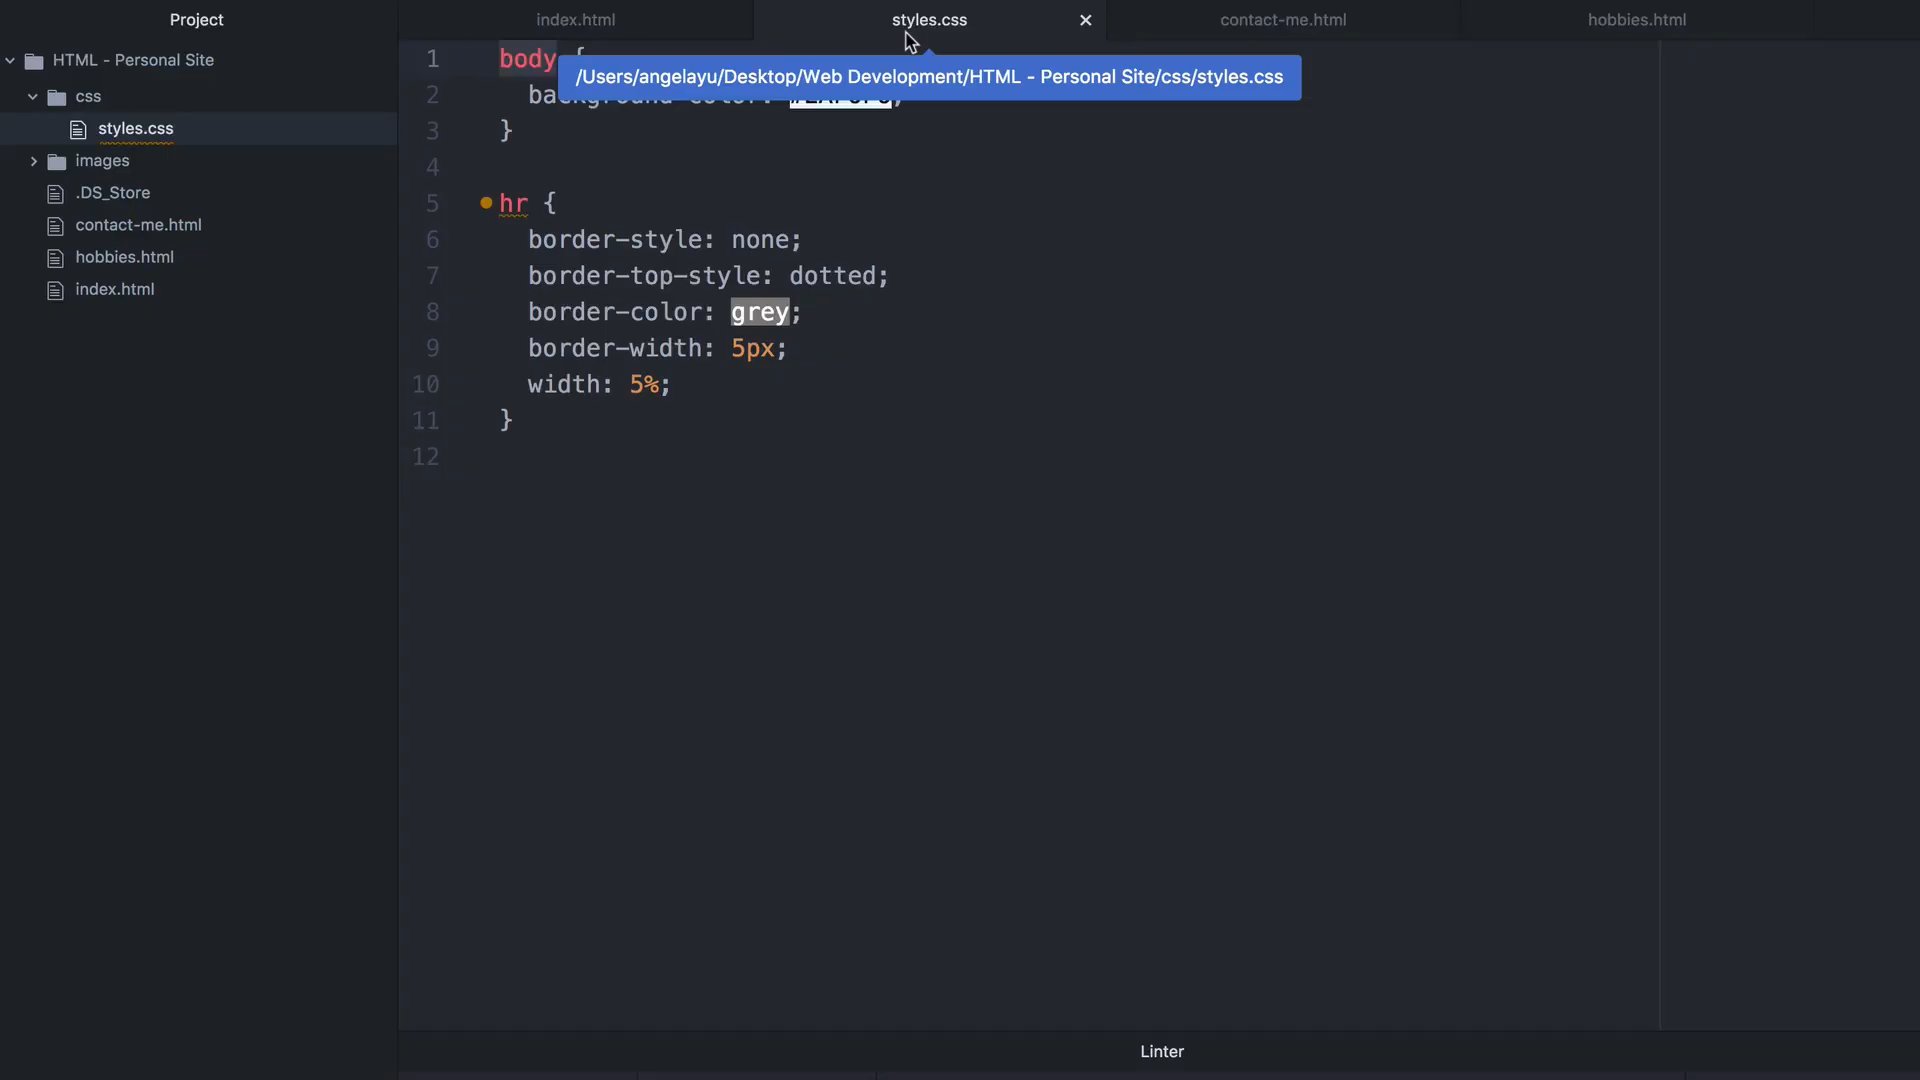 Project
index.html
styles.css
contact-me.html
hobbies.html
HTML - Personal Site
css
styles.css
images
.DS_Store
contact-me.html
hobbies.html
index.html
/Users/angelayu/Desktop/Web Development/HTML - Personal Site/css/styles.css
1 body {
2 background-color:
3 }
4
5 hr {
6 border-style: none;
7 border-top-style: dotted;
8 border-color: grey;
9 border-width: 5px;
10 width: 5%;
11 }
12
Linter